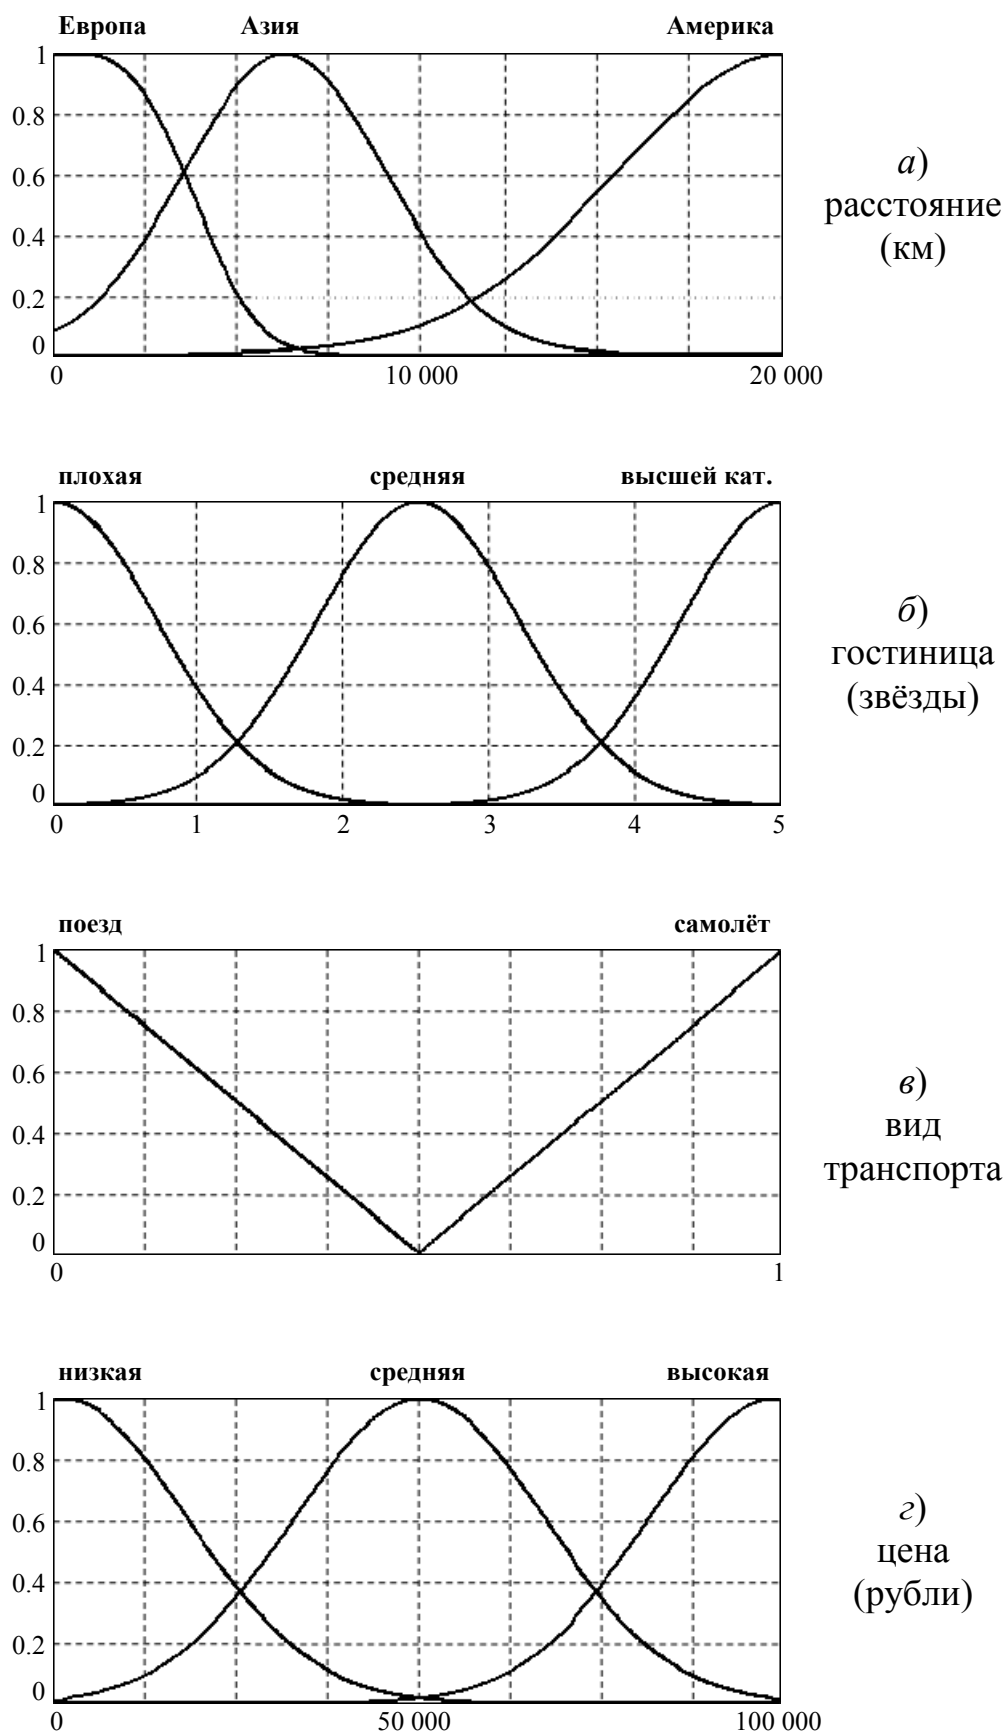 Европа Азия Америка
1
0.8
0.6
0.4
0.2
0
0 10 000 20 000
а)
расстояние
(км)
плохая средняя высшей кат.
1
0.8
0.6
0.4
0.2
0
0 1 2 3 4 5
б)
гостиница
(звёзды)
поезд самолёт
1
0.8
0.6
0.4
0.2
0
0 1
в)
вид
транспорта
низкая средняя высокая
1
0.8
0.6
0.4
0.2
0
0 50 000 100 000
г)
цена
(рубли)